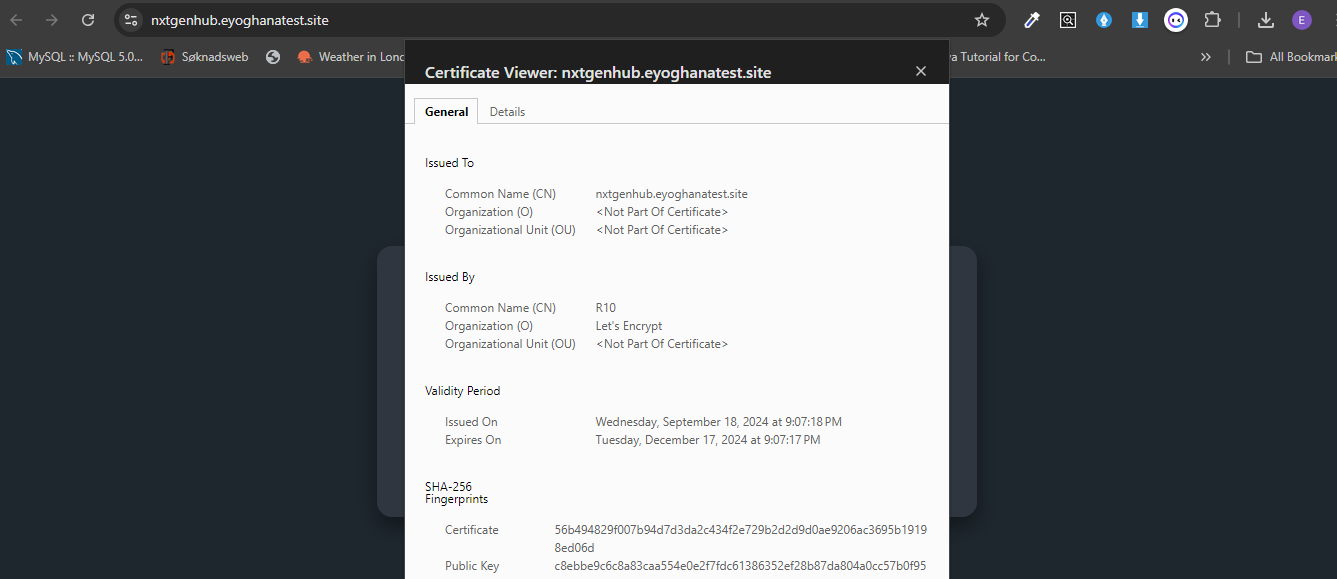 nxtgenhub.eyoghanatest.site
E
MySQL :: MySQL 5.0...
Søknadsweb
Weather in Lonc
a Tutorial for Co...
All Bookmark
Certificate Viewer: nxtgenhub.eyoghanatest.site
General Details
Issued To
Common Name (CN) nxtgenhub.eyoghanatest.site
Organization (O) <Not Part Of Certificate>
Organizational Unit (OU) <Not Part Of Certificate>
Issued By
Common Name (CN) R10
Organization (O) Let's Encrypt
Organizational Unit (OU) <Not Part Of Certificate>
Validity Period
Issued On Wednesday, September 18, 2024 at 9:07:18 PM
Expires On Tuesday, December 17, 2024 at 9:07:17 PM
SHA-256
Fingerprints
Certificate 56b494829f007b94d7d3da2c434f2e729b2d2d9d0ae9206ac3695b1919
8ed06d
Public Key c8ebbe9c6c8a83caa554e0e2f7fdc61386352ef28b87da804a0cc57b0f95